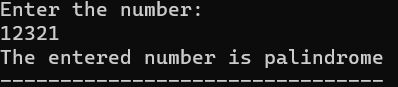 Enter the number:
12321
The entered number is palindrome
--------------------------------